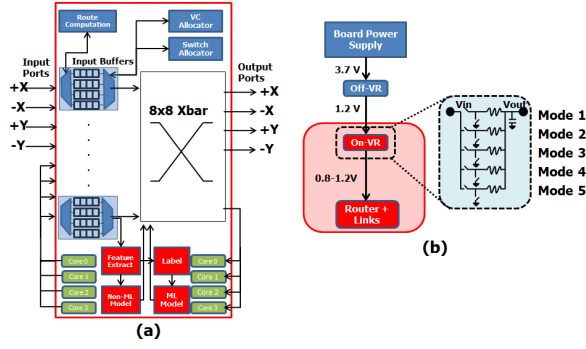 Route
Computation
VC
Allocator
Switch
Allocator
Input
Ports
Input Buffers
Output
Ports
+X
-X
+Y
-Y
8x8 Xbar
+X
-X
+Y
-Y
Core 0
Core 1
Core 2
Core 3
Feature
Extract
Non-ML
Model
Label
ML
Model
Core 0
Core 1
Core 2
Core 3
(a)
Board Power
Supply
3.7 V
Off-VR
1.2 V
On-VR
0.8-1.2V
Router +
Links
Vin
Vout
Mode 1
Mode 2
Mode 3
Mode 4
Mode 5
(b)